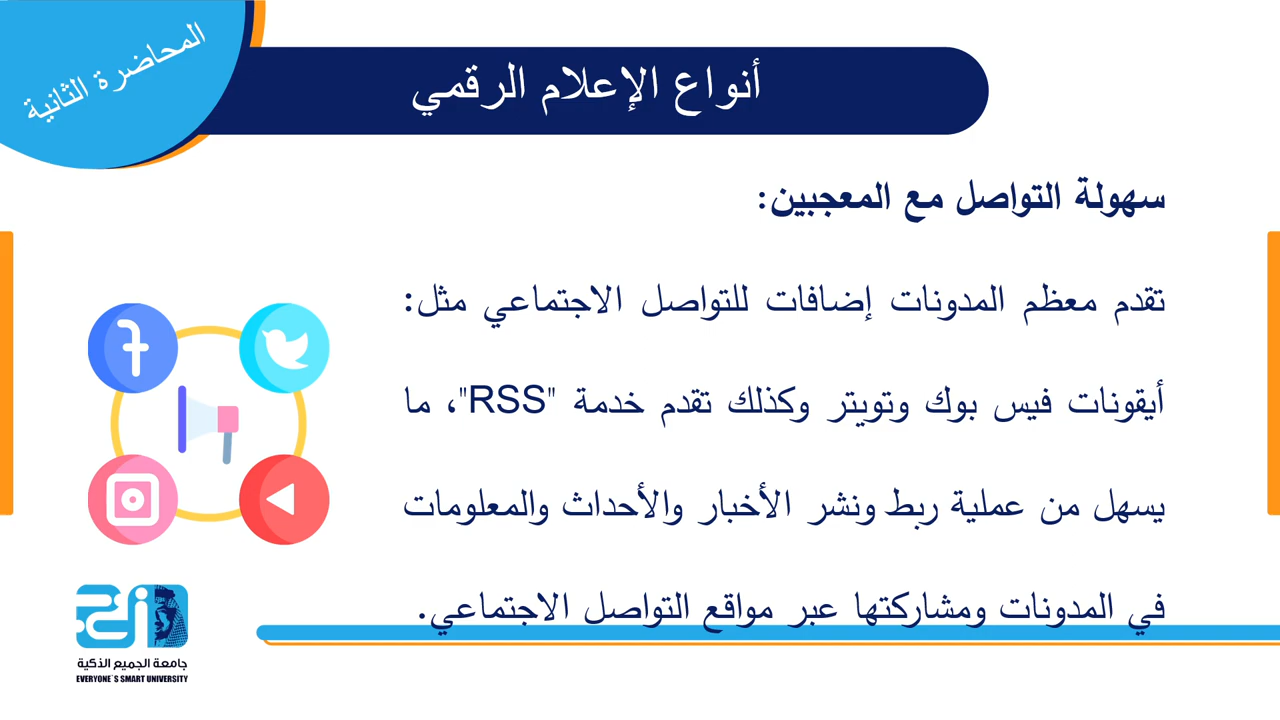 المحاضرة الثانية
أنواع الإعلام الرقمي
سهولة التواصل مع المعجبين:
تقدم معظم المدونات إضافات للتواصل الاجتماعي مثل:
أيقونات فيس بوك وتويتر وكذلك تقدم خدمة "RSS"، ما
يسهل من عملية ربط ونشر الأخبار والأحداث والمعلومات
في المدونات ومشاركتها عبر مواقع التواصل الاجتماعي.
جامعة الجميع الذكية
EVERYONE`S SMART UNIVERSITY